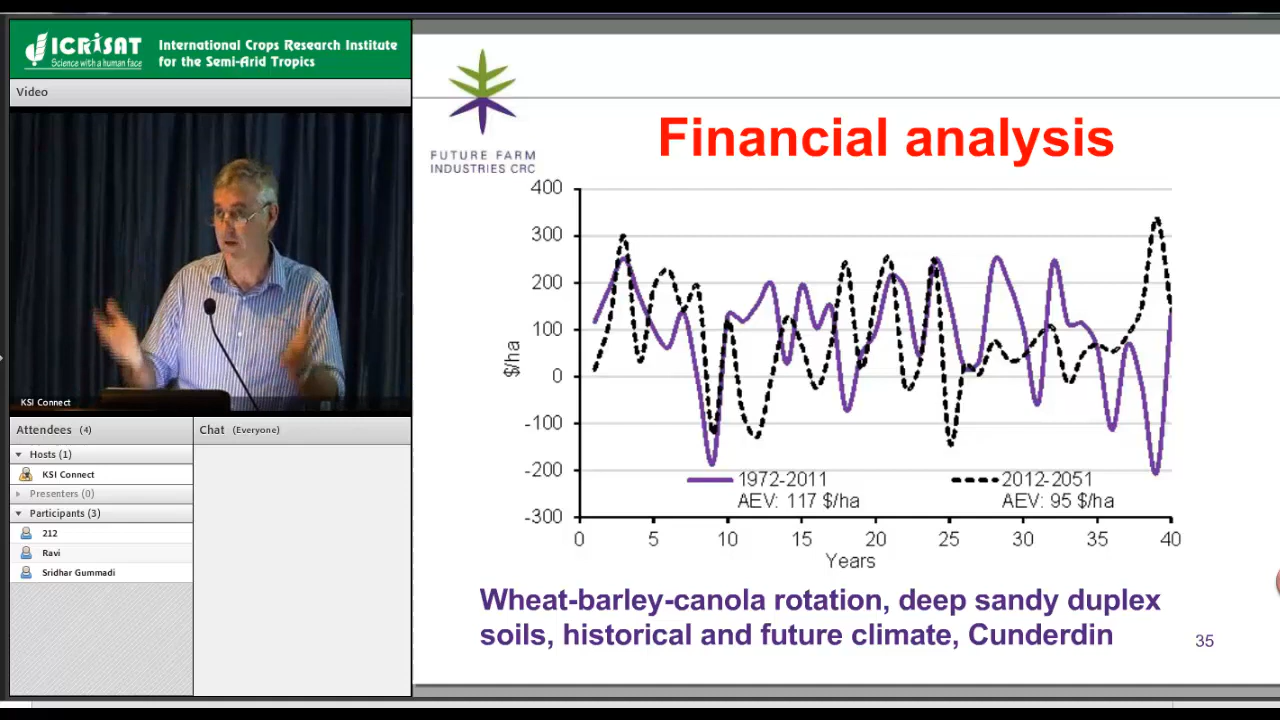 ICRISAT
Science with a human face
International Crops Research Institute
for the Semi-Arid Tropics
Video
KSI Connect
Attendees (4)
Hosts (1)
KSI Connect
Presenters (0)
Participants (3)
212
Ravi
Sridhar Gummadi
Chat (Everyone)
FUTURE FARM
INDUSTRIES CRC
Financial analysis
400
300
200
100
0
-100
-200
-300
$/ha
1972-2011
AEV: 117 $/ha
2012-2051
AEV: 95 $/ha
0 5 10 15 20 25 30 35 40
Years
Wheat-barley-canola rotation, deep sandy duplex
soils, historical and future climate, Cunderdin
35